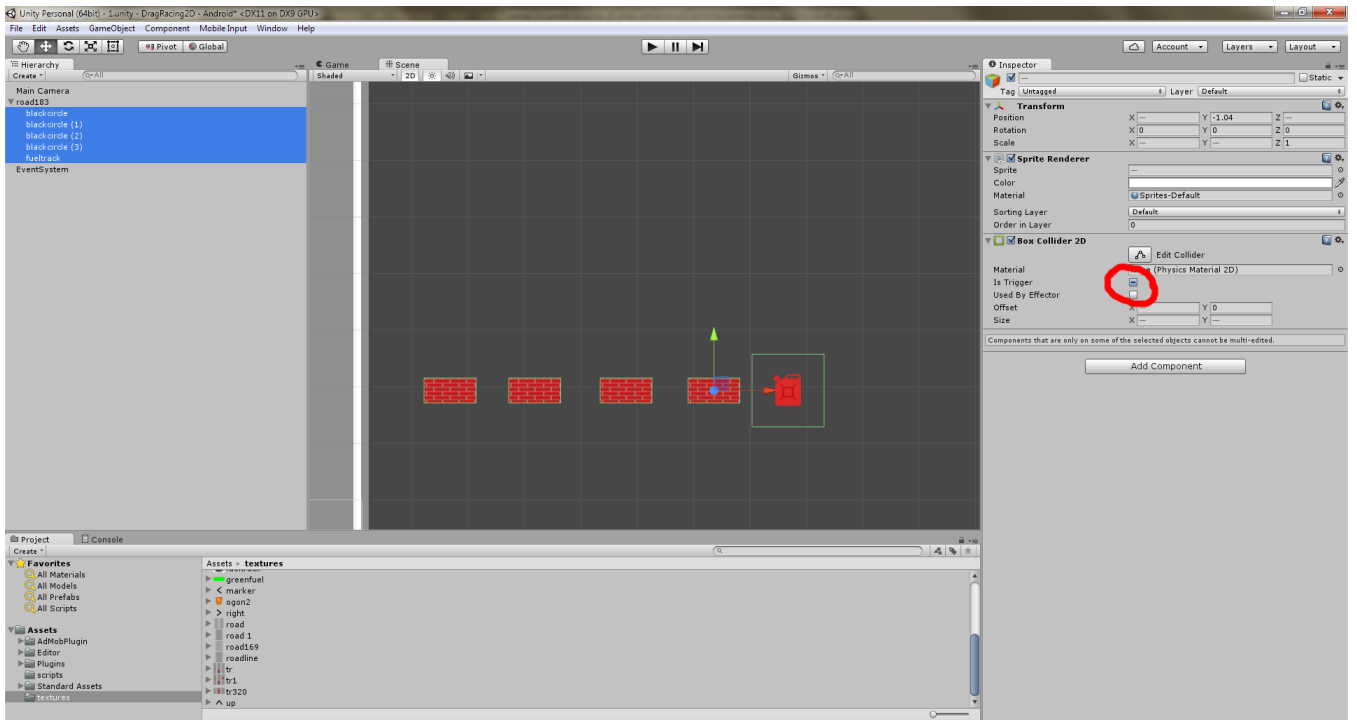 Unity Personal (64bit) - 1.unity - DragRacing2D - Android* <DX11 on DX9 GPU>
File Edit Assets GameObject Component Mobile Input Window Help
Pivot Global Account Layers Layout
Hierarchy
Create All
Main Camera
road183
blackcircle
blackcircle (1)
blackcircle (2)
blackcircle (3)
fueltrack
EventSystem
Game Scene
Shaded 2D Gizmos All
Inspector
— Static
Tag Untagged Layer Default
Transform
Position X — Y -1.04 Z —
Rotation X 0 Y 0 Z 0
Scale X — Y — Z 1
Sprite Renderer
Sprite —
Color
Material Sprites-Default
Sorting Layer Default
Order in Layer 0
Box Collider 2D
Edit Collider
Material (Physics Material 2D)
Is Trigger
Used By Effector
Offset X — Y 0
Size X — Y —
Components that are only on some of the selected objects cannot be multi-edited.
Add Component
Project Console
Create
Favorites
All Materials
All Models
All Prefabs
All Scripts
Assets
AdMobPlugin
Editor
Plugins
scripts
Standard Assets
textures
Assets textures
greenfuel
marker
ogon2
right
road
road 1
road169
roadline
tr
tr1
tr320
up